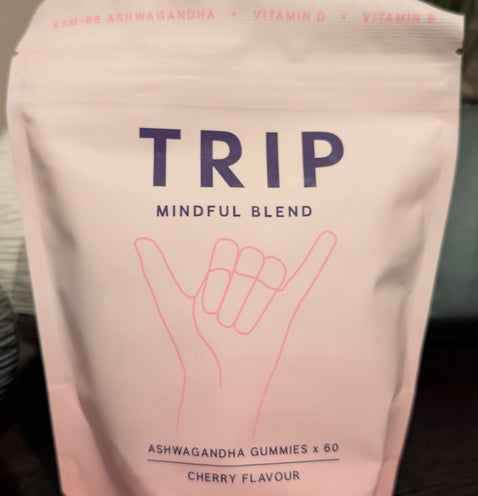 KSM-66 ASHWAGANDHA • VITAMIN D • VITAMIN B
TRIP
MINDFUL BLEND
ASHWAGANDHA GUMMIES x 60
CHERRY FLAVOUR